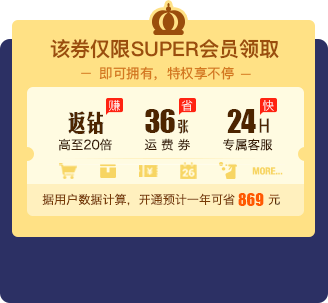 该券仅限SUPER会员领取
— 即可拥有，特权享不停 —
赚 省 快
返钻 36张 24H
高至20倍 运费券 专属客服
26 MORE...
据用户数据计算，开通预计一年可省 869 元